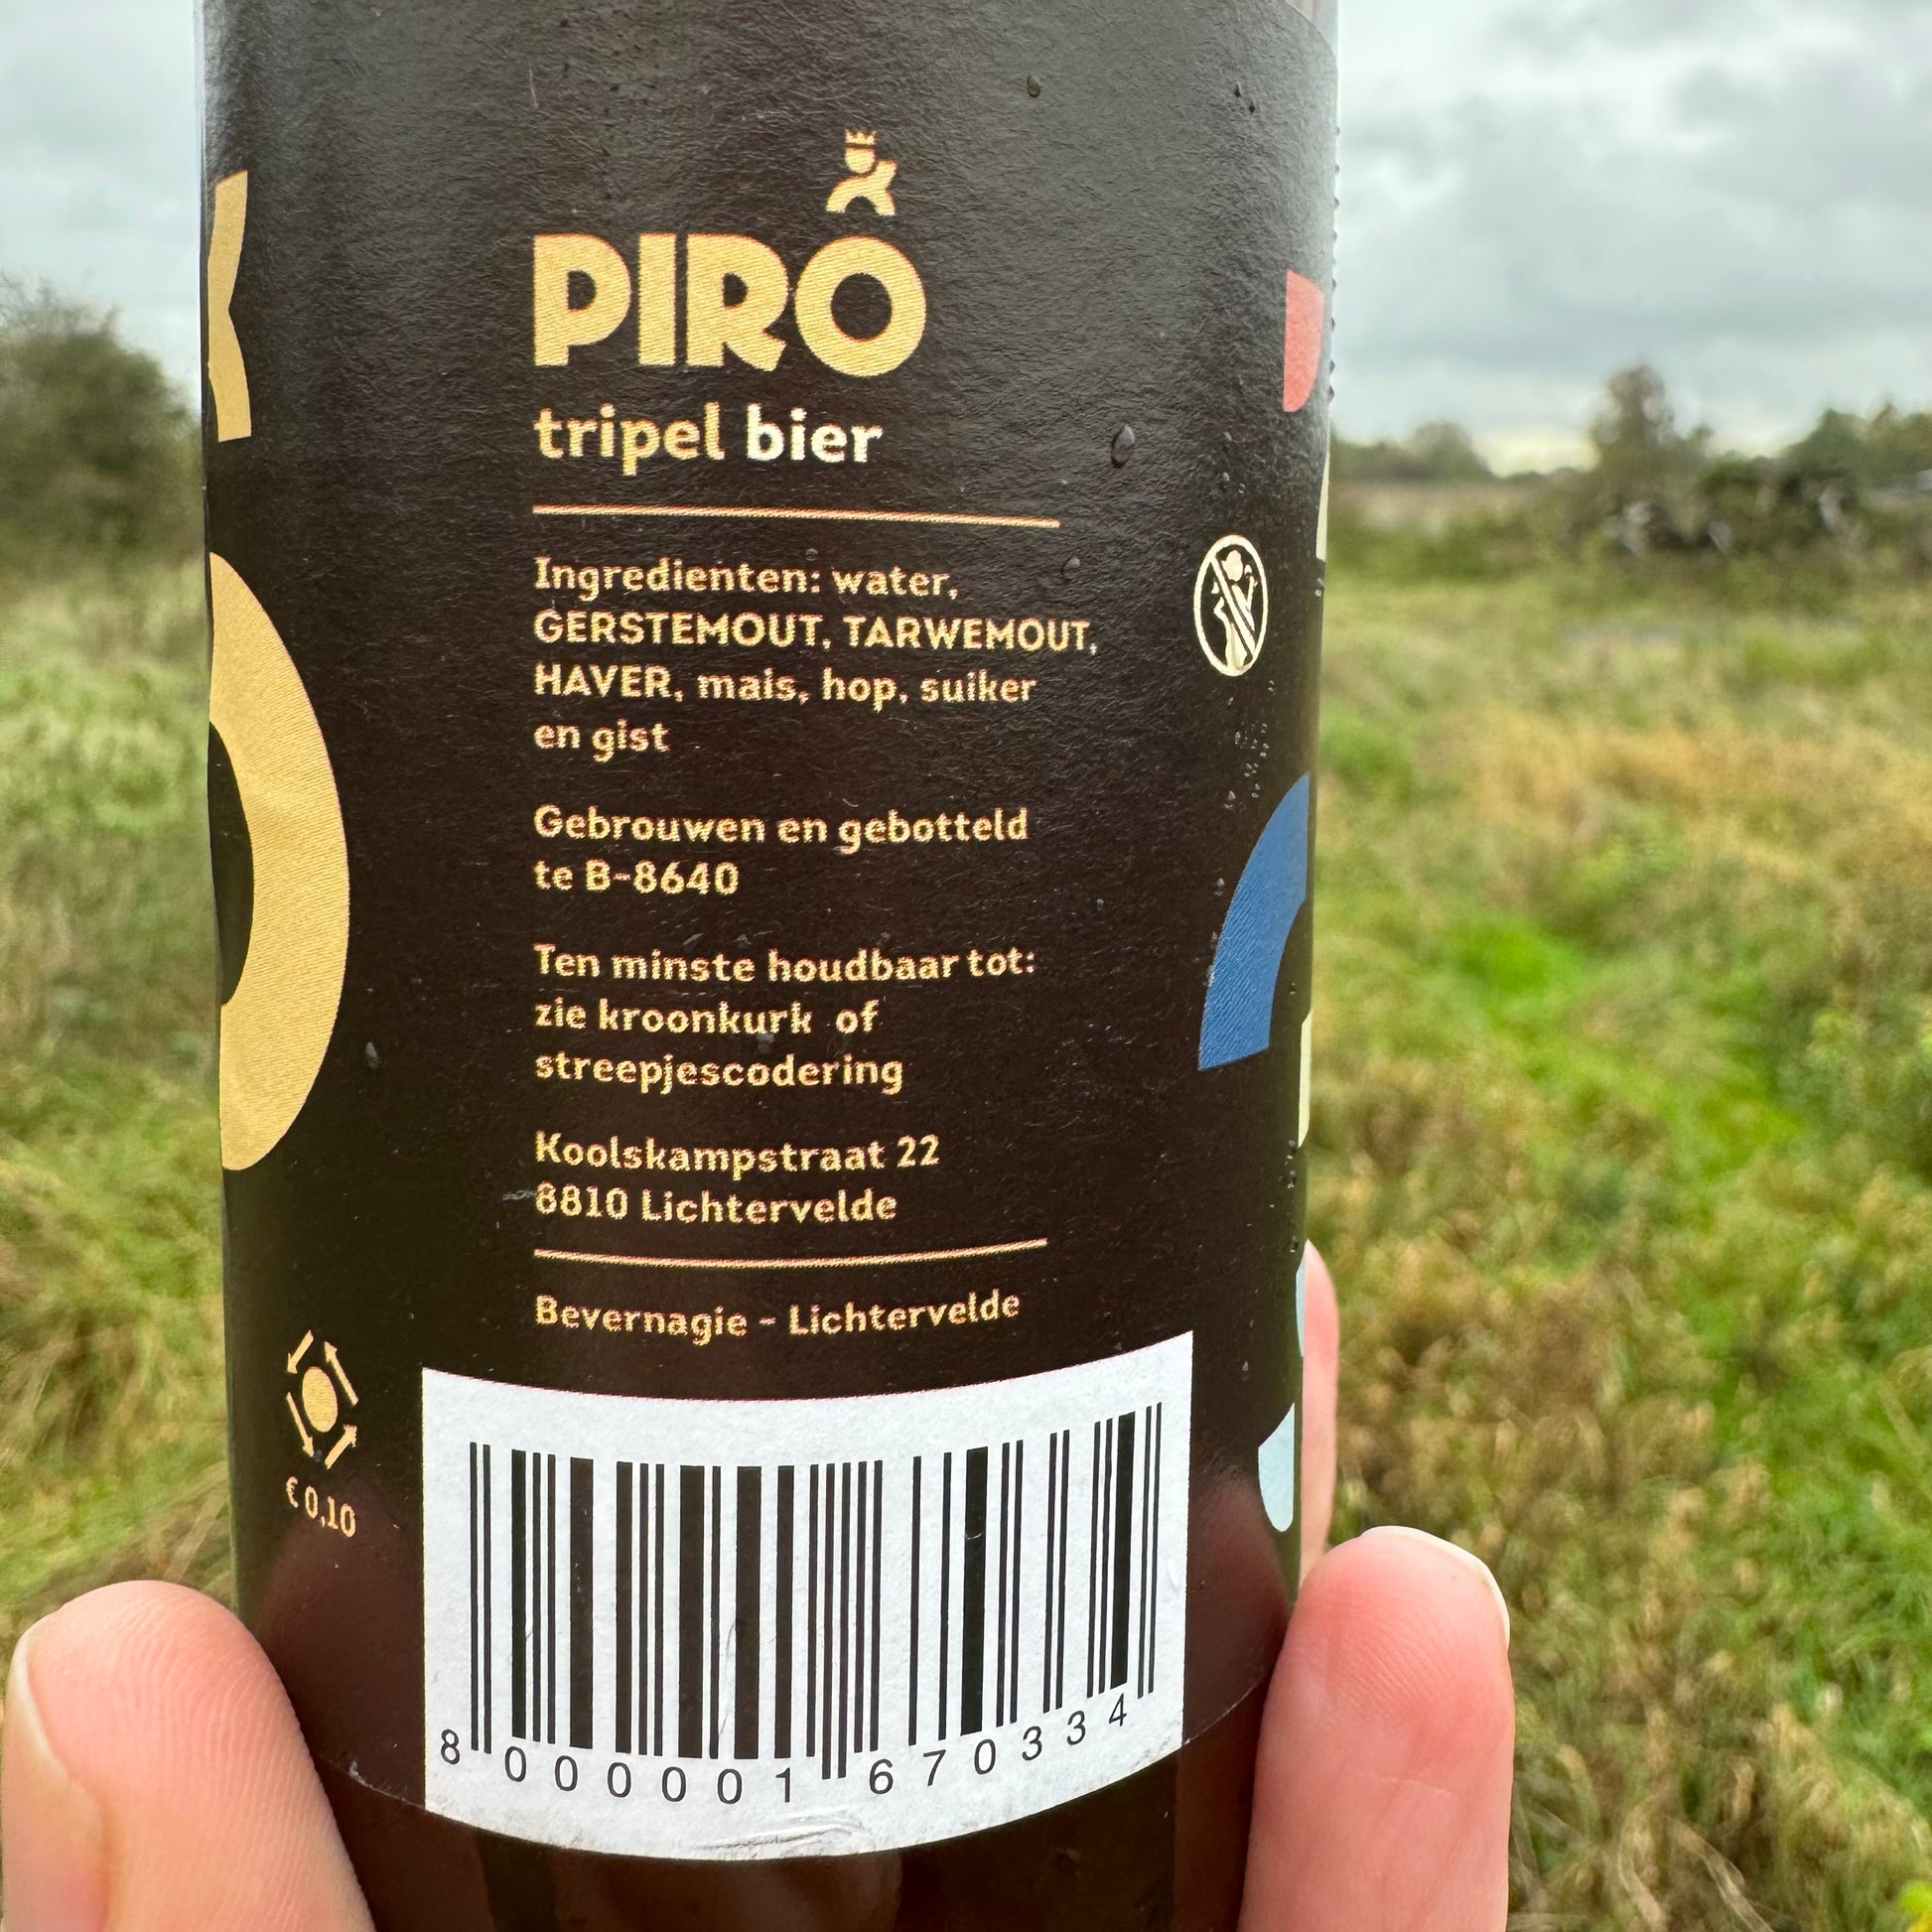 PIRO
tripel bier
Ingredienten: water,
GERSTEMOUT, TARWEMOUT,
HAVER, mais, hop, suiker
en gist
Gebrouwen en gebotteld
te B-8640
Ten minste houdbaar tot:
zie kroonkurk of
streepjescodering
Koolskampstraat 22
8810 Lichtervelde
Bevernagie - Lichtervelde
€ 0,10
8 000001 670334